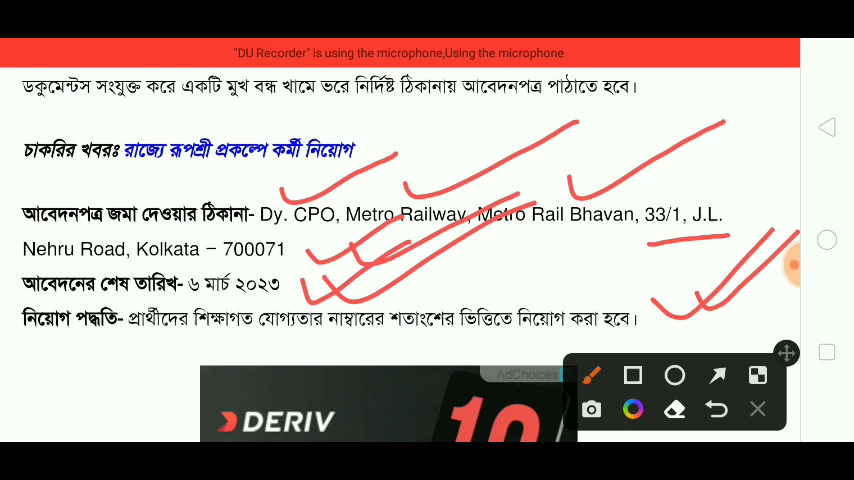 "DU Recorder" is using the microphone,Using the microphone
ডকুমেন্টস সংযুক্ত করে একটি মুখ বন্ধ খামে ভরে নির্দিষ্ট ঠিকানায় আবেদনপত্র পাঠাতে হবে।
চাকরির খবরঃ রাজ্যে রূপশ্রী প্রকল্পে কর্মী নিয়োগ
আবেদনপত্র জমা দেওয়ার ঠিকানা- Dy. CPO, Metro Railway, Metro Rail Bhavan, 33/1, J.L.
Nehru Road, Kolkata – 700071
আবেদনের শেষ তারিখ- ৬ মার্চ ২০২৩
নিয়োগ পদ্ধতি- প্রার্থীদের শিক্ষাগত যোগ্যতার নাম্বারের শতাংশের ভিত্তিতে নিয়োগ করা হবে।
AdChoices
DERIV
10